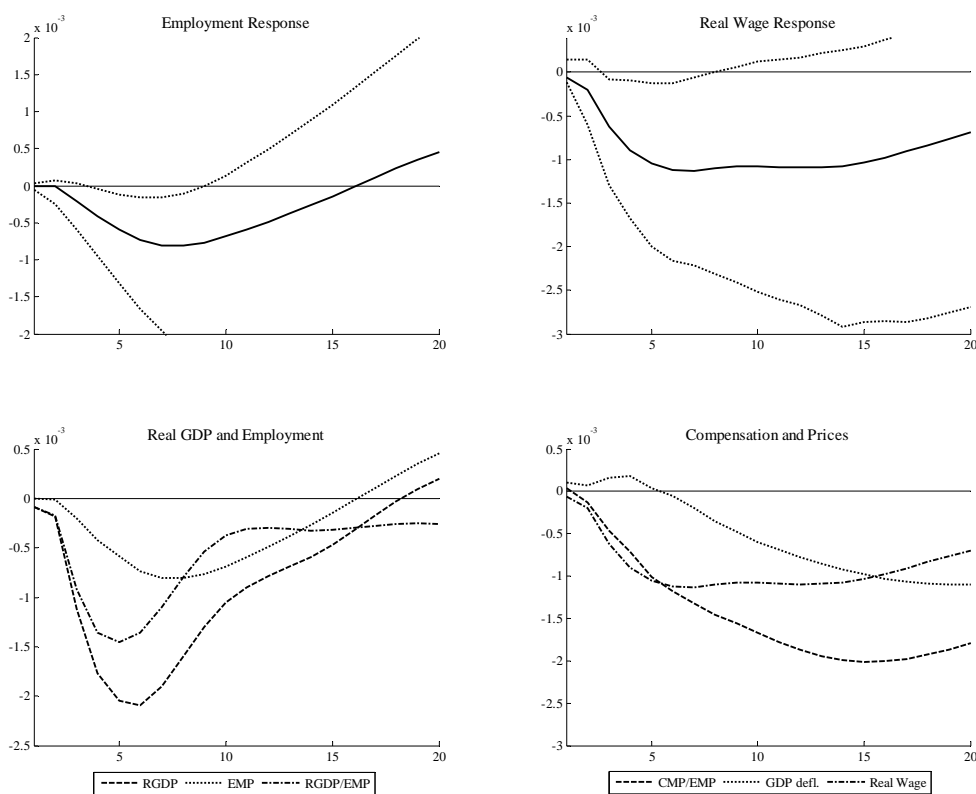 Employment Response
x 10^-3
2
1.5
1
0.5
0
-0.5
-1
-1.5
-2
5 10 15 20
Real Wage Response
x 10^-3
0
-0.5
-1
-1.5
-2
-2.5
-3
5 10 15 20
Real GDP and Employment
x 10^-3
0.5
0
-0.5
-1
-1.5
-2
-2.5
5 10 15 20
RGDP EMP RGDP/EMP
Compensation and Prices
x 10^-3
0.5
0
-0.5
-1
-1.5
-2
-2.5
-3
5 10 15 20
CMP/EMP GDP defl. Real Wage